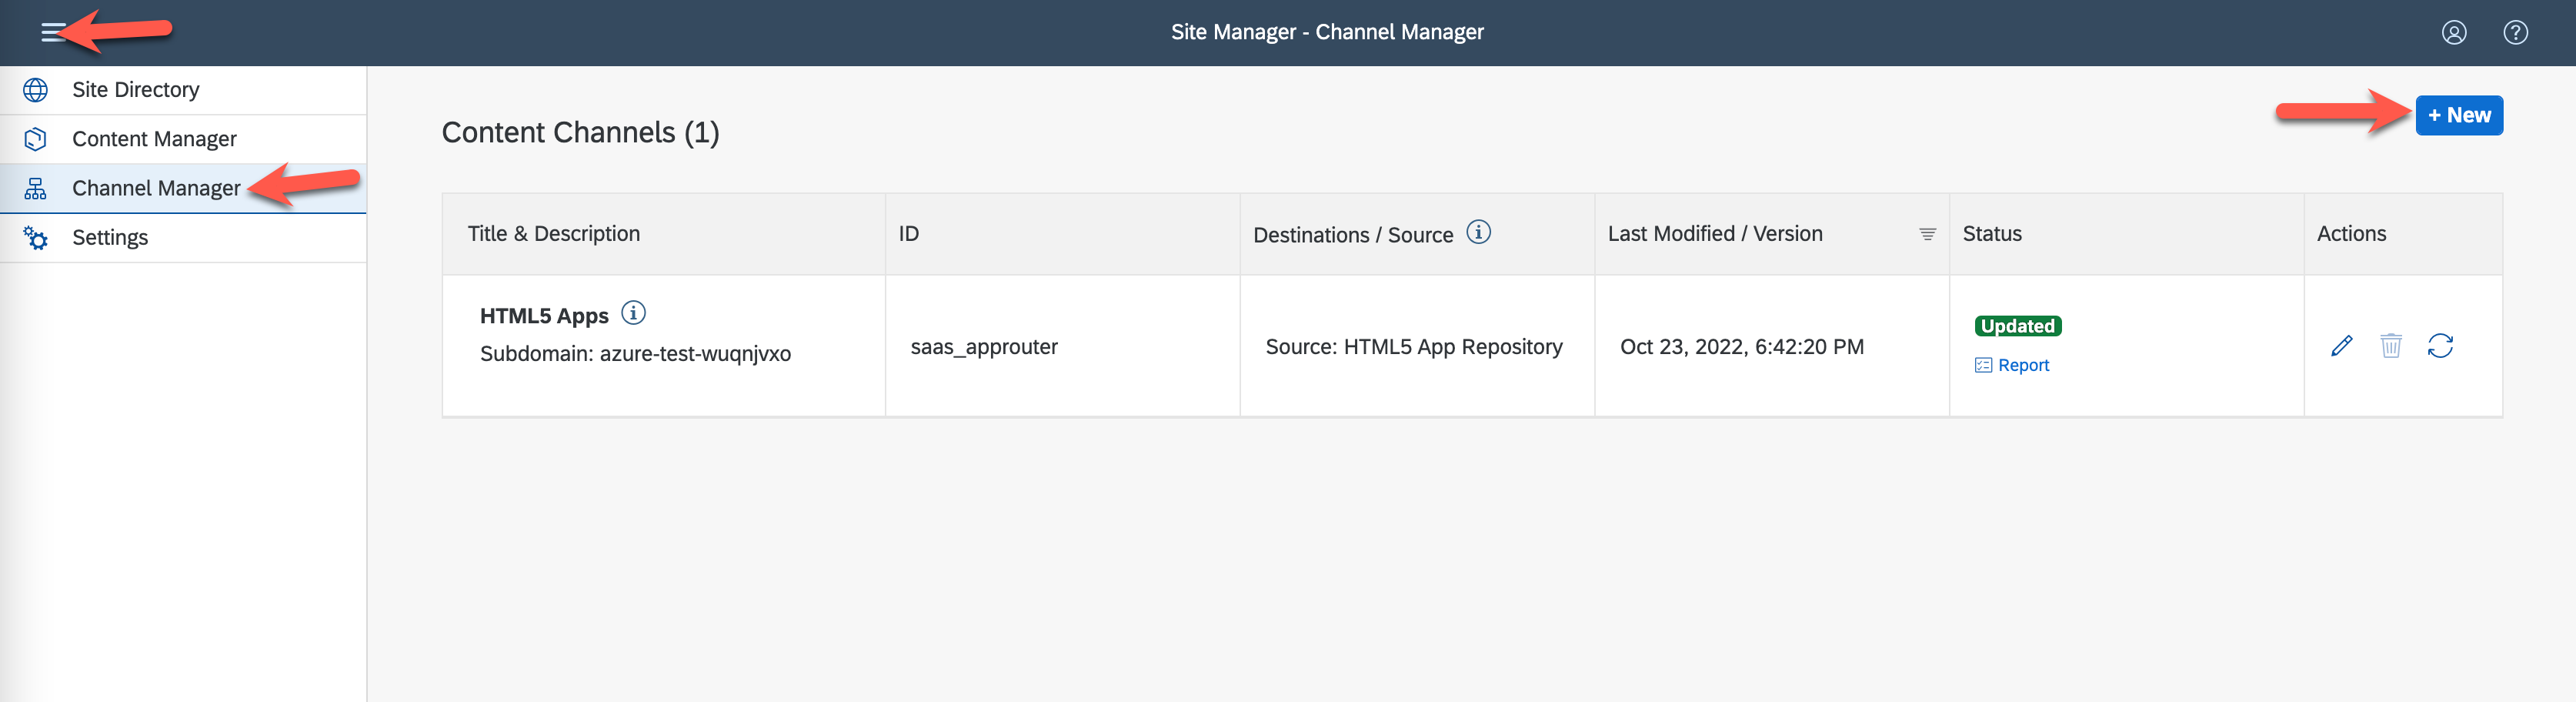 Site Manager - Channel Manager
Site Directory
Content Manager
Channel Manager
Settings
Content Channels (1)
+ New
Title & Description
ID
Destinations / Source
Last Modified / Version
Status
Actions
HTML5 Apps
Subdomain: azure-test-wuqnjvxo
saas_approuter
Source: HTML5 App Repository
Oct 23, 2022, 6:42:20 PM
Updated
Report